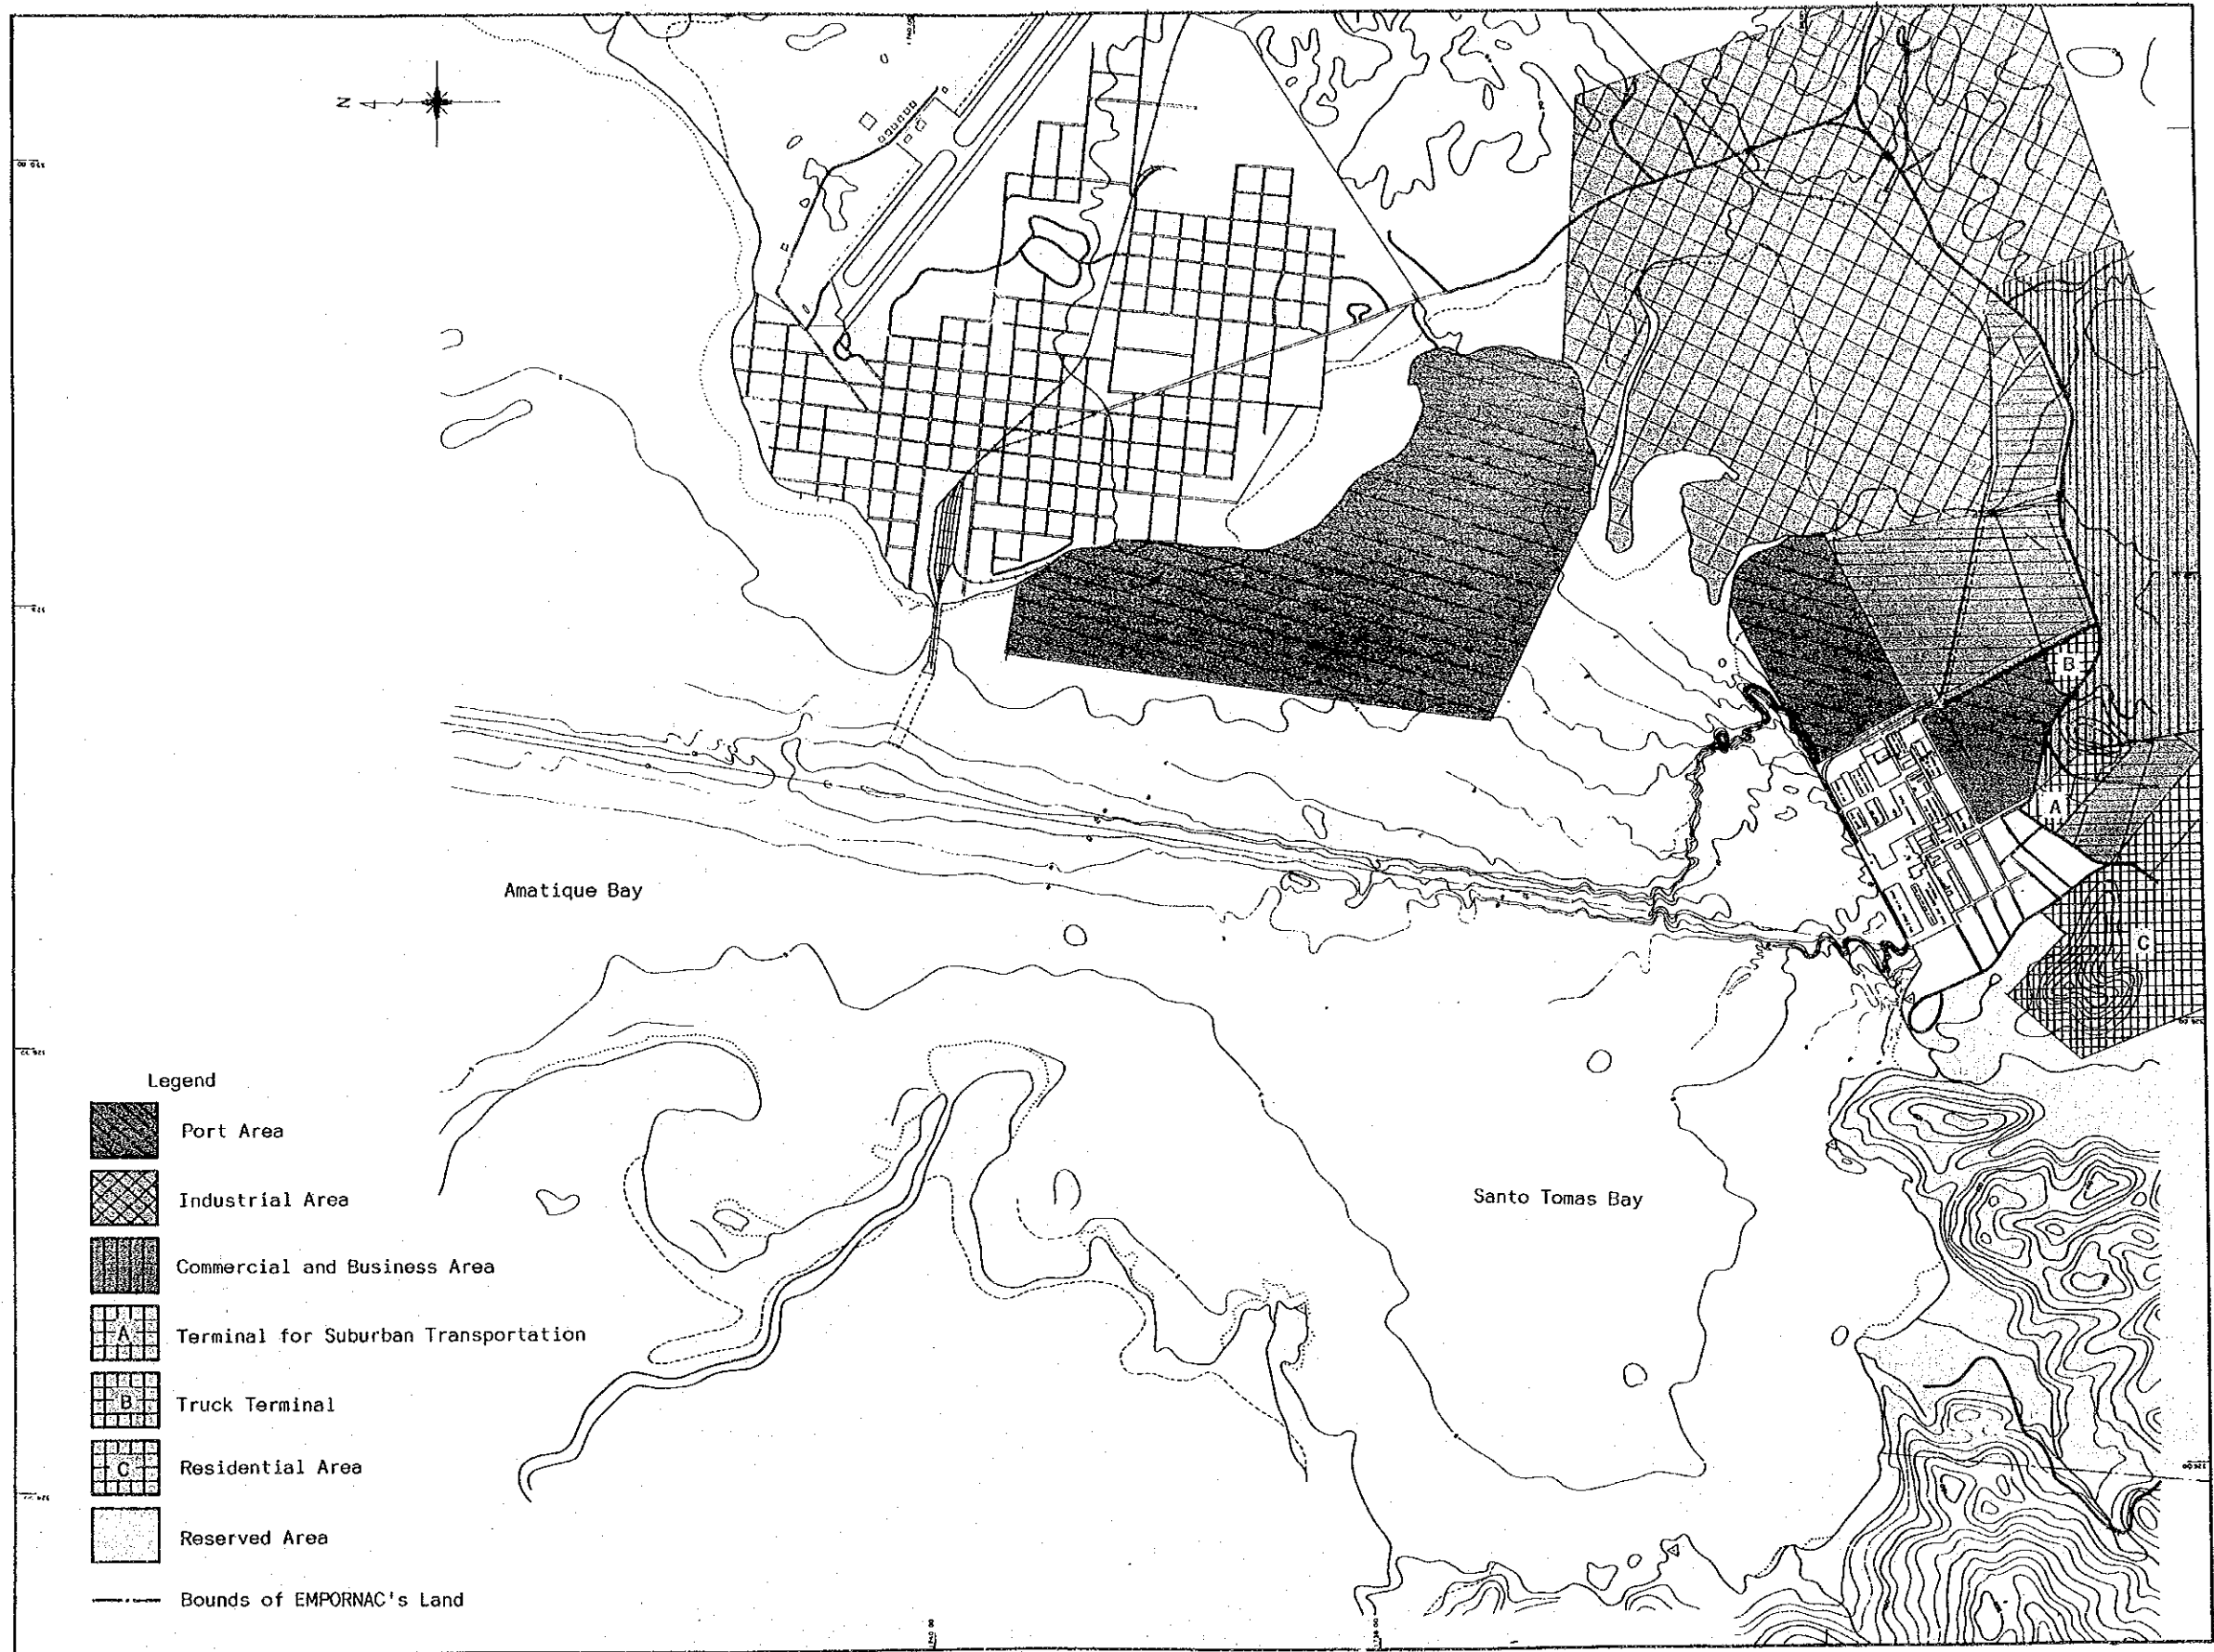 N
B
A
Amatique Bay
C
Legend
Port Area
Industrial Area
Santo Tomas Bay
Commercial and Business Area
A Terminal for Suburban Transportation
B Truck Terminal
C Residential Area
Reserved Area
Bounds of EMPORNAC's Land